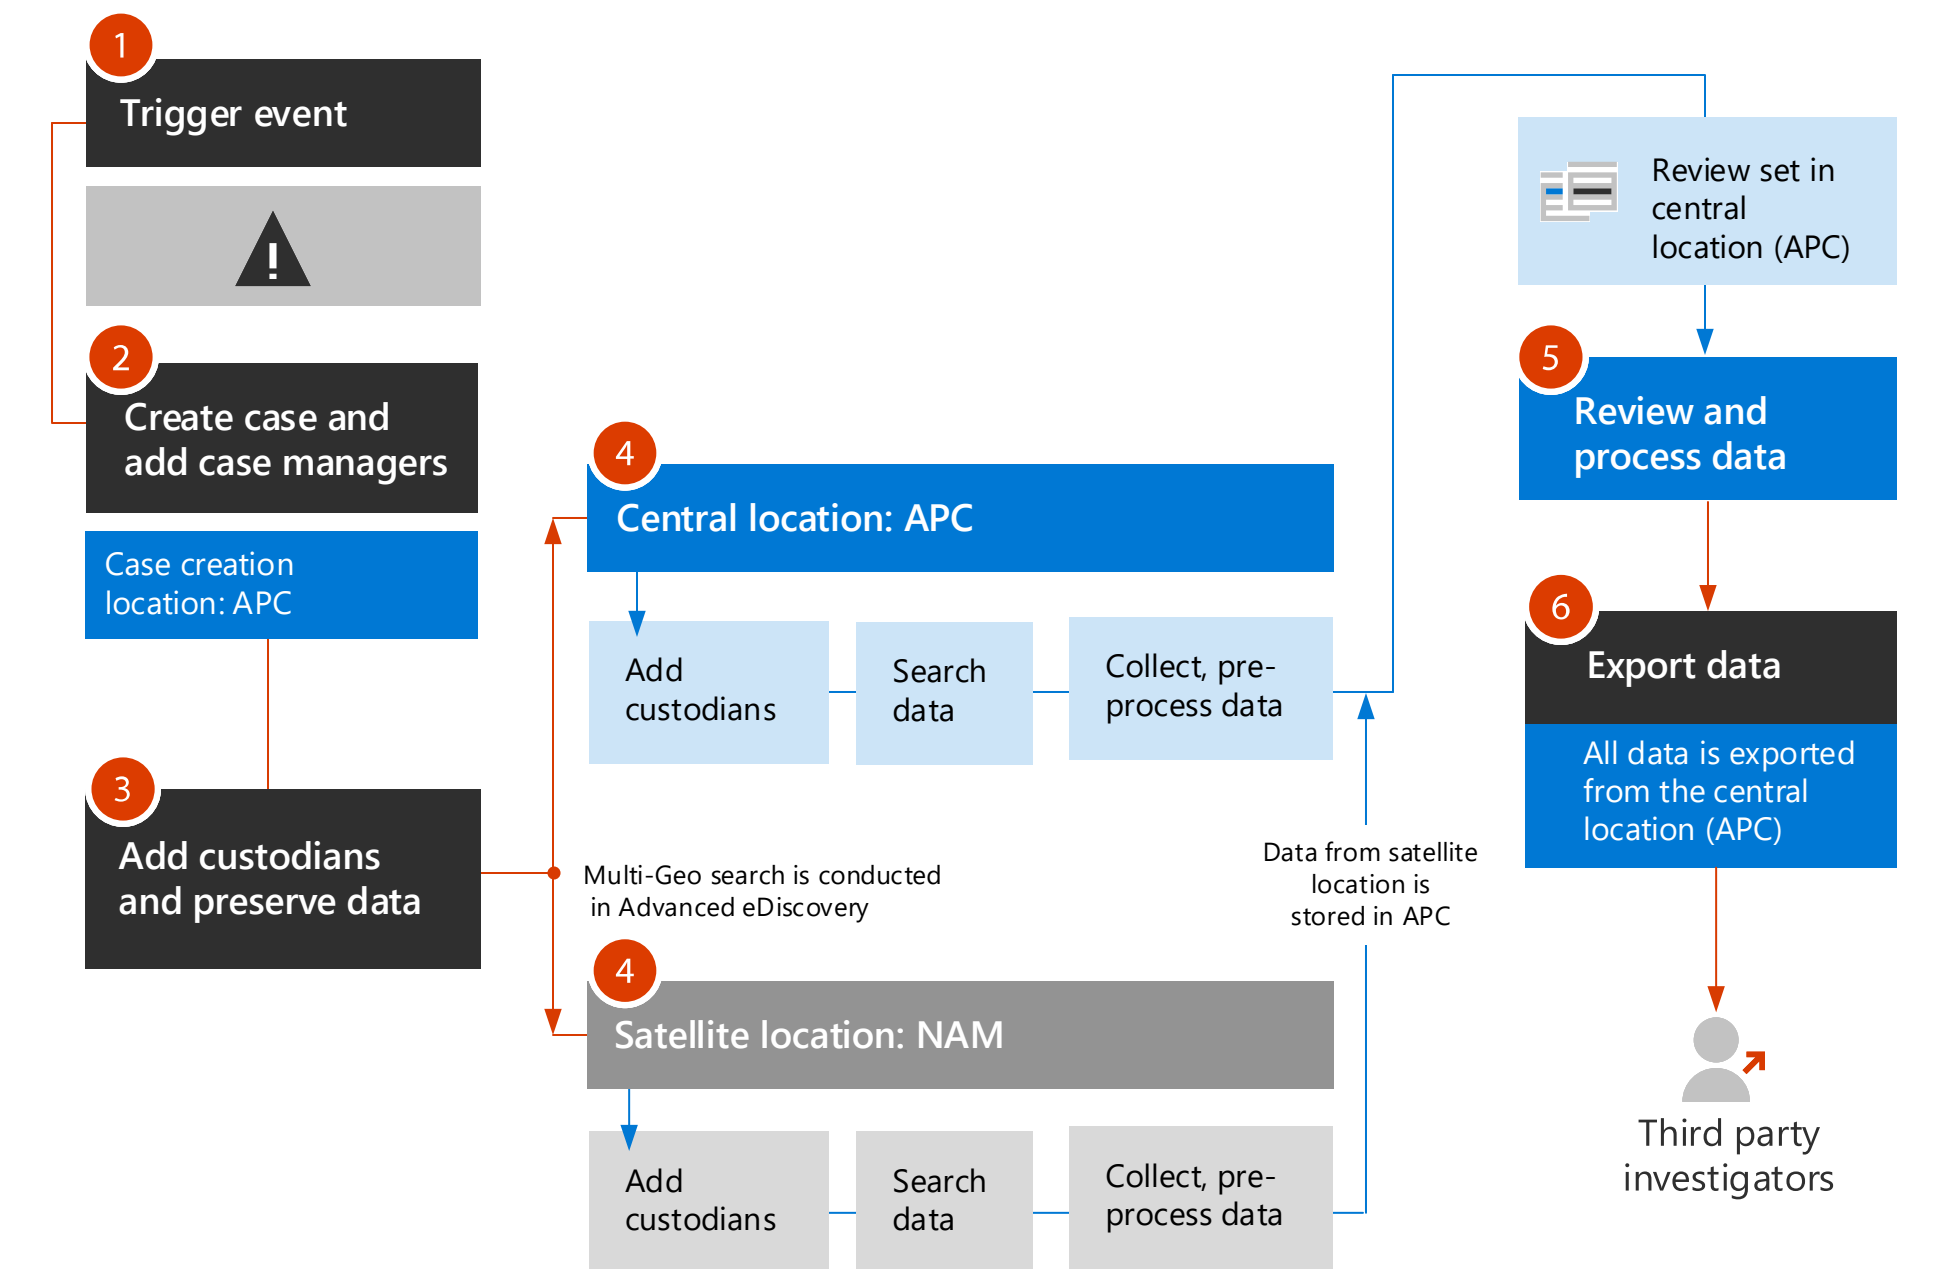 1
Trigger event
!
2
Create case and
add case managers
Case creation
location: APC
3
Add custodians
and preserve data
Multi-Geo search is conducted
in Advanced eDiscovery
4
Central location: APC
Add
custodians
Search
data
Collect, pre-
process data
4
Satellite location: NAM
Add
custodians
Search
data
Collect, pre-
process data
Data from satellite
location is
stored in APC
Review set in
central
location (APC)
5
Review and
process data
6
Export data
All data is exported
from the central
location (APC)
Third party
investigators